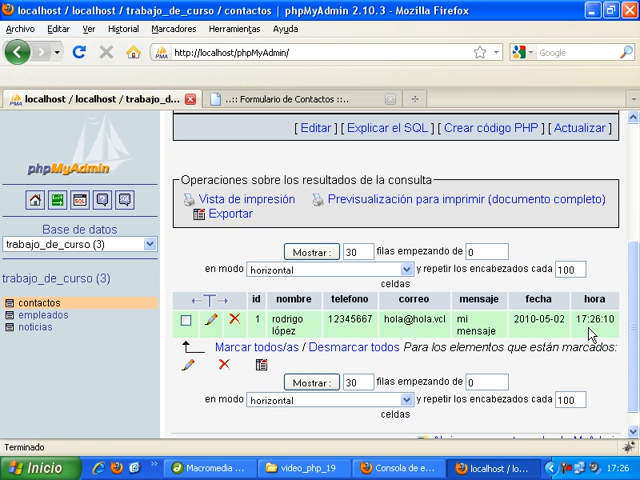 localhost / localhost / trabajo_de_curso / contactos | phpMyAdmin 2.10.3 - Mozilla Firefox
Archivo Editar Ver Historial Marcadores Herramientas Ayuda
http://localhost/phpMyAdmin/
Google
localhost / localhost / trabajo_d...
..:: Formulario de Contactos ::..
phpMyAdmin
SQL
Base de datos
trabajo_de_curso (3)
trabajo_de_curso (3)
contactos
empleados
noticias
[ Editar ] [ Explicar el SQL ] [ Crear código PHP ] [ Actualizar ]
Operaciones sobre los resultados de la consulta
Vista de impresión Previsualización para imprimir (documento completo)
Exportar
Mostrar : 30 filas empezando de 0
en modo horizontal y repetir los encabezados cada 100
celdas
←T→ id nombre telefono correo mensaje fecha hora
1 rodrigo lópez 12345667 hola@hola.vcl mi mensaje 2010-05-02 17:26:10
Marcar todos/as / Desmarcar todos Para los elementos que están marcados:
Mostrar : 30 filas empezando de 0
en modo horizontal y repetir los encabezados cada 100
celdas
Terminado
Inicio
Macromedia ...
video_php_19
Consola de e...
localhost / lo...
17:26